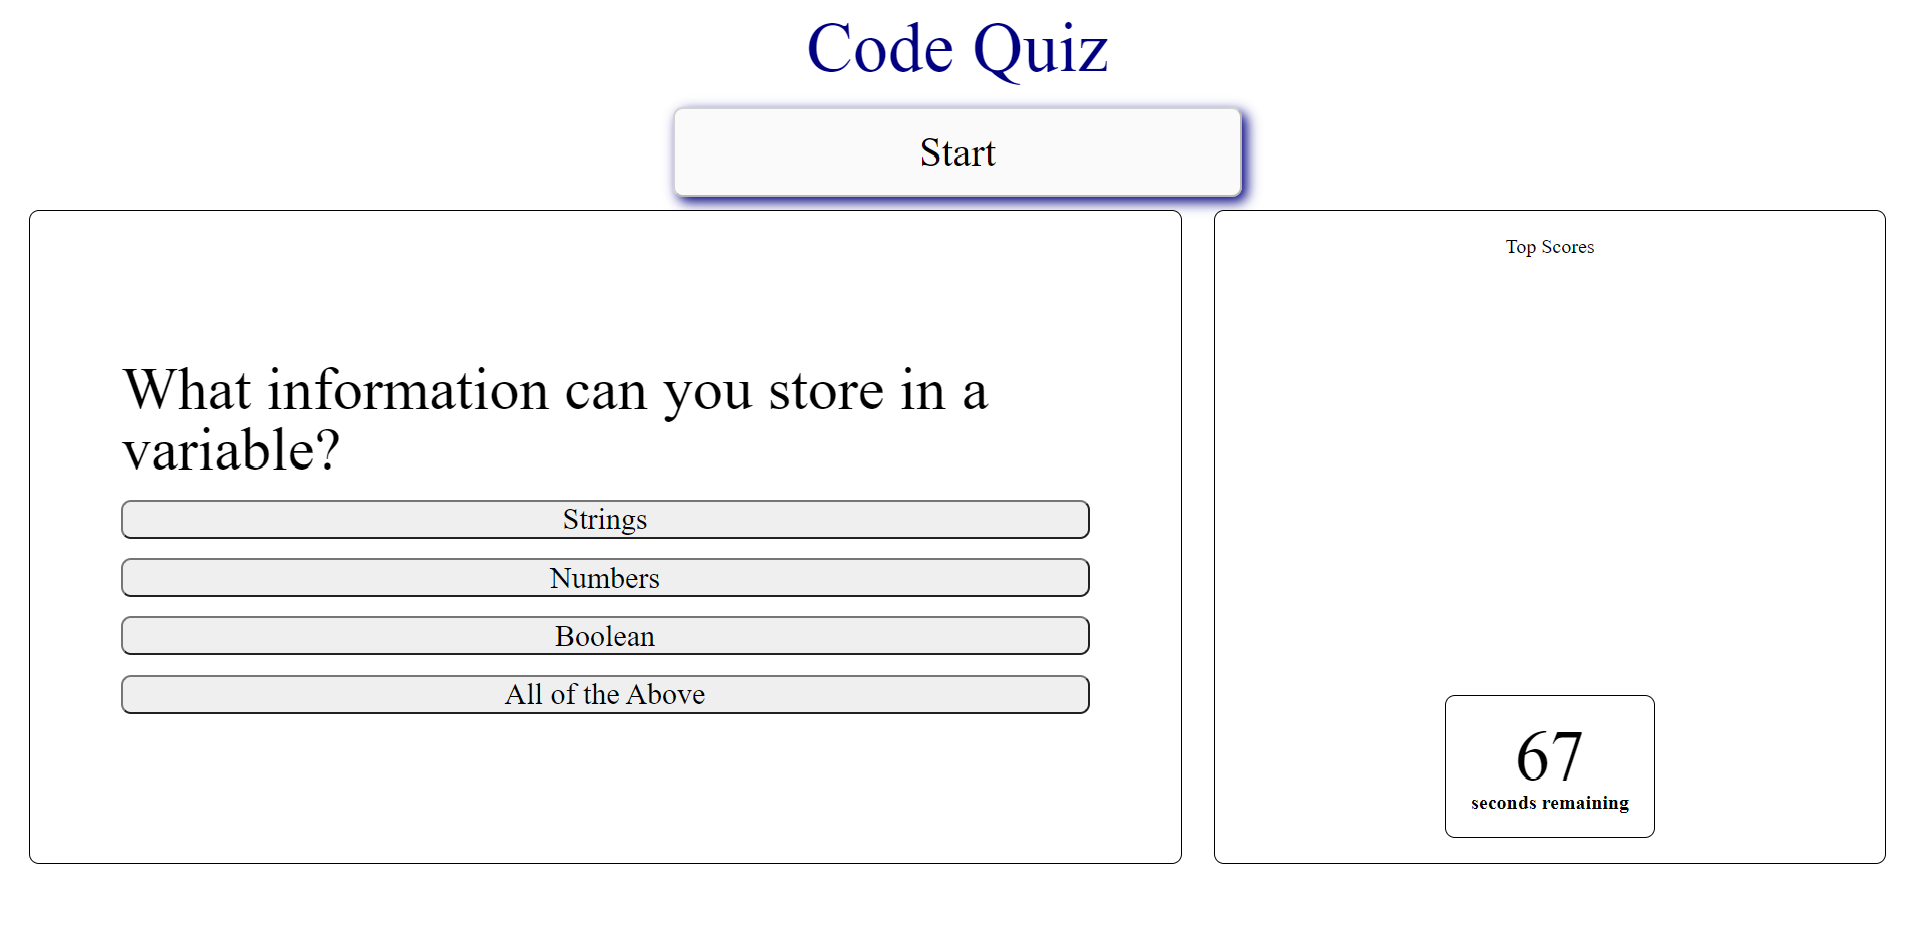 Code Quiz
Start
What information can you store in a
variable?
Strings
Numbers
Boolean
All of the Above
Top Scores
67
seconds remaining